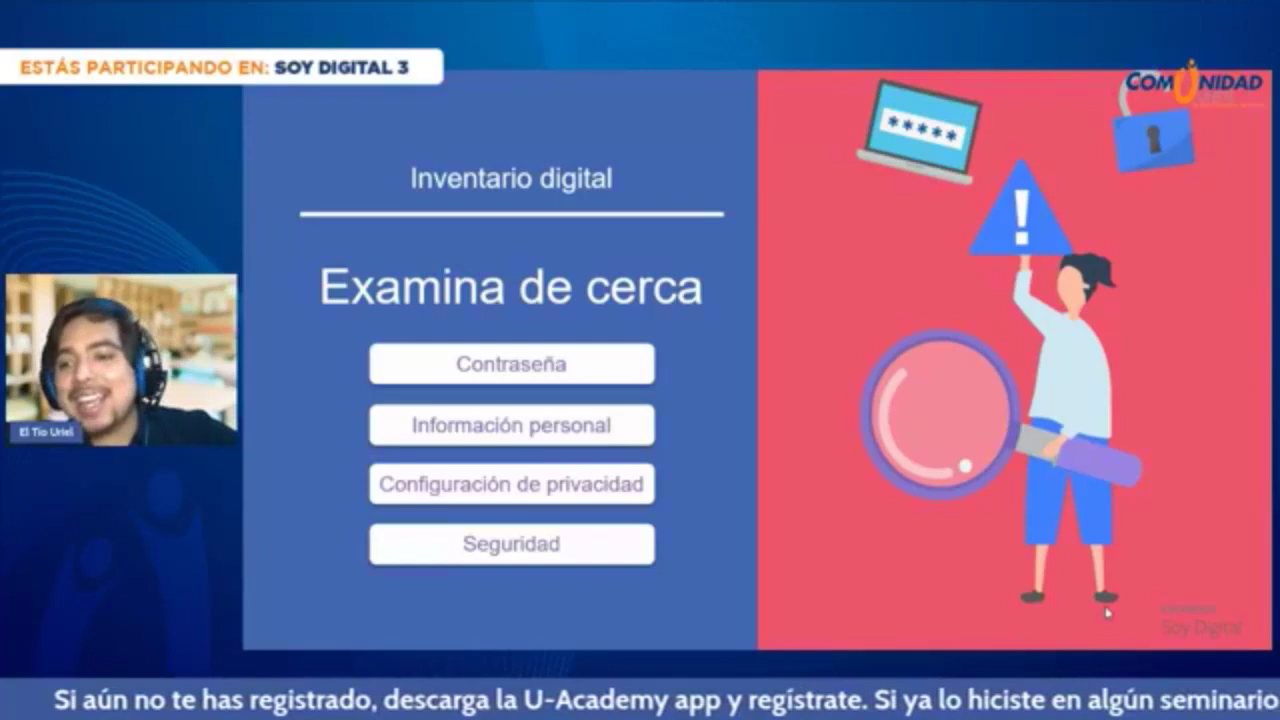 ESTÁS PARTICIPANDO EN: SOY DIGITAL 3
COMUNIDAD
*****
!
Inventario digital
Examina de cerca
Contraseña
Información personal
Configuración de privacidad
Seguridad
El Tio Uriel
Soy Digital
Si aún no te has registrado, descarga la U-Academy app y regístrate. Si ya lo hiciste en algún seminario